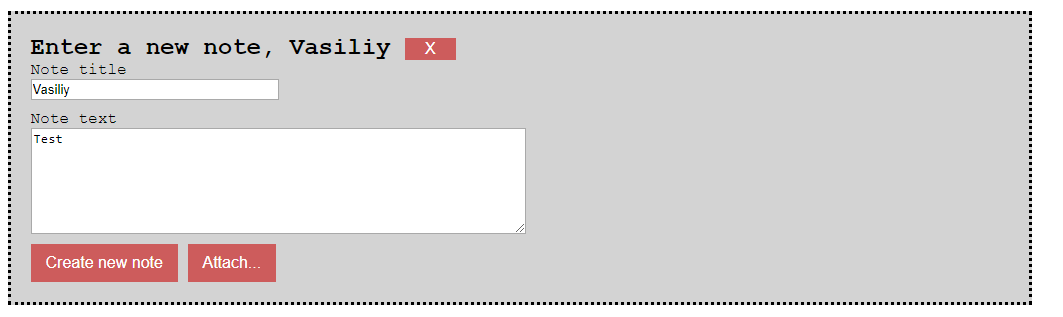 Enter a new note, Vasiliy X
Note title
Vasiliy
Note text
Test
Create new note Attach...